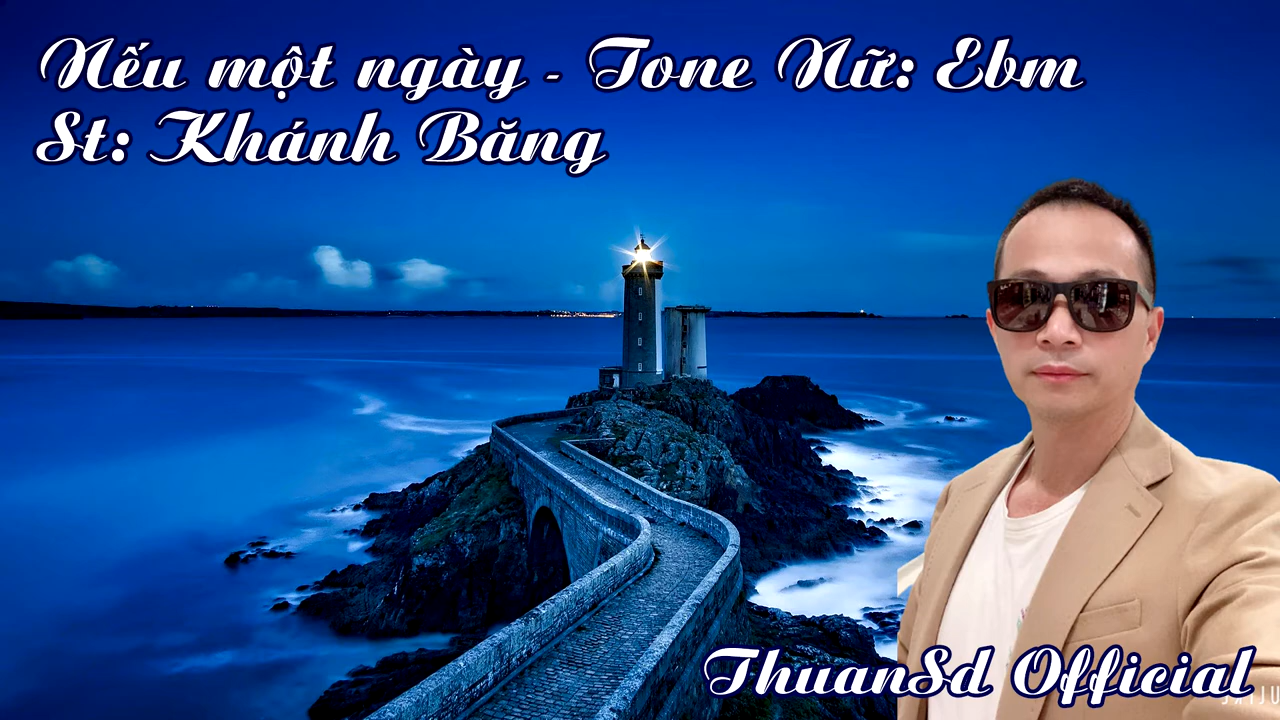 Nếu một ngày - Tone Nữ: Ebm
St: Khánh Băng
ThuanSd Official